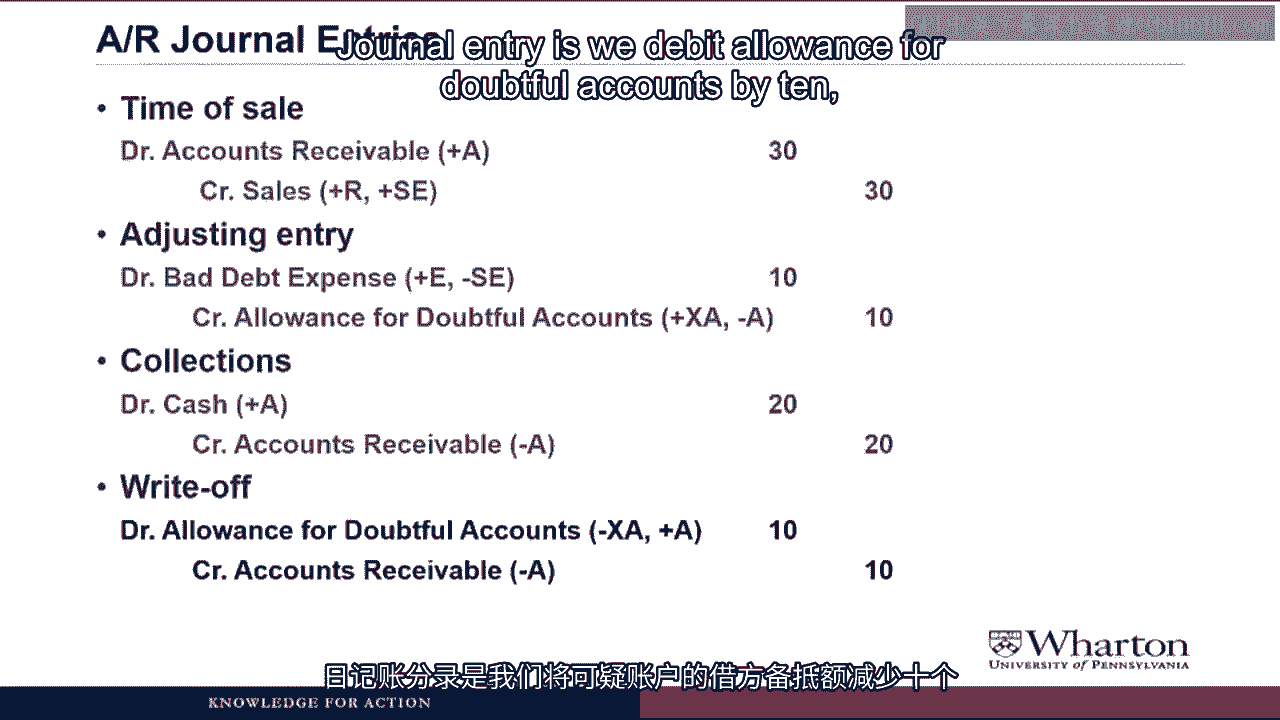 A/R Journal Entries
Journal entry is we debit allowance for
doubtful accounts by ten,
• Time of sale
Dr. Accounts Receivable (+A) 30
Cr. Sales (+R, +SE) 30
• Adjusting entry
Dr. Bad Debt Expense (+E, -SE) 10
Cr. Allowance for Doubtful Accounts (+XA, -A) 10
• Collections
Dr. Cash (+A) 20
Cr. Accounts Receivable (-A) 20
• Write-off
Dr. Allowance for Doubtful Accounts (-XA, +A) 10
Cr. Accounts Receivable (-A) 10
Wharton
UNIVERSITY of PENNSYLVANIA
日记账分录是我们将可疑账户的借方备抵额减少十个
KNOWLEDGE FOR ACTION